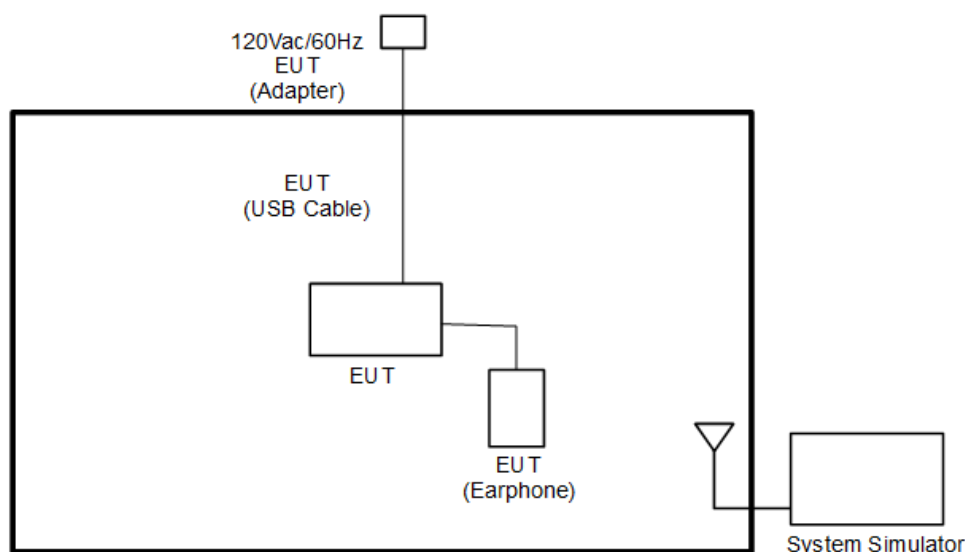 120Vac/60Hz
EUT
(Adapter)
EUT
(USB Cable)
EUT
EUT
(Earphone)
System Simulator